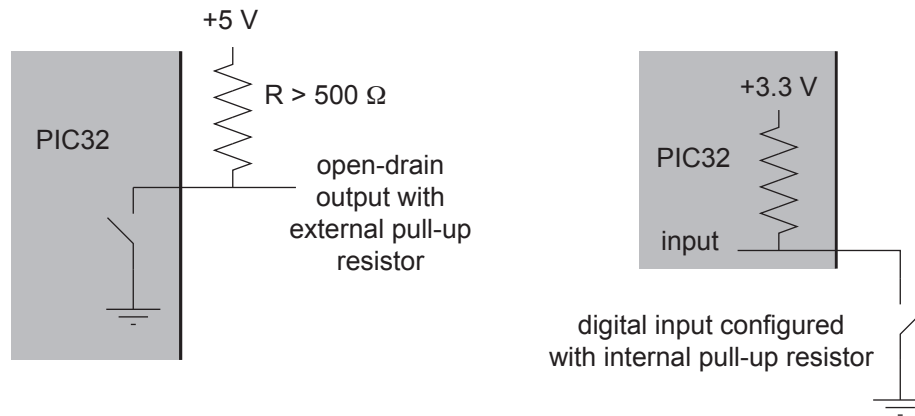 +5 V
R > 500 Ω
PIC32
open-drain
output with
external pull-up
resistor
+3.3 V
PIC32
input
digital input configured
with internal pull-up resistor